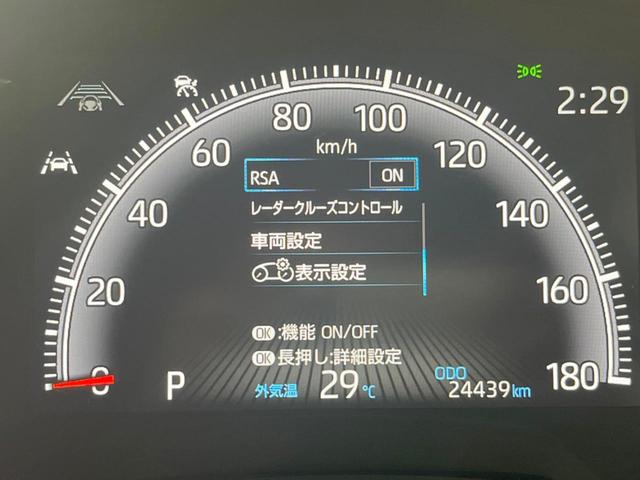 2:29
80
100
km/h
60
120
RSA ON
レーダークルーズコントロール
40
140
車両設定
表示設定
20
160
OK:機能 ON/OFF
OK 長押し:詳細設定
0
P
外気温 29℃
ODO
24439km
180